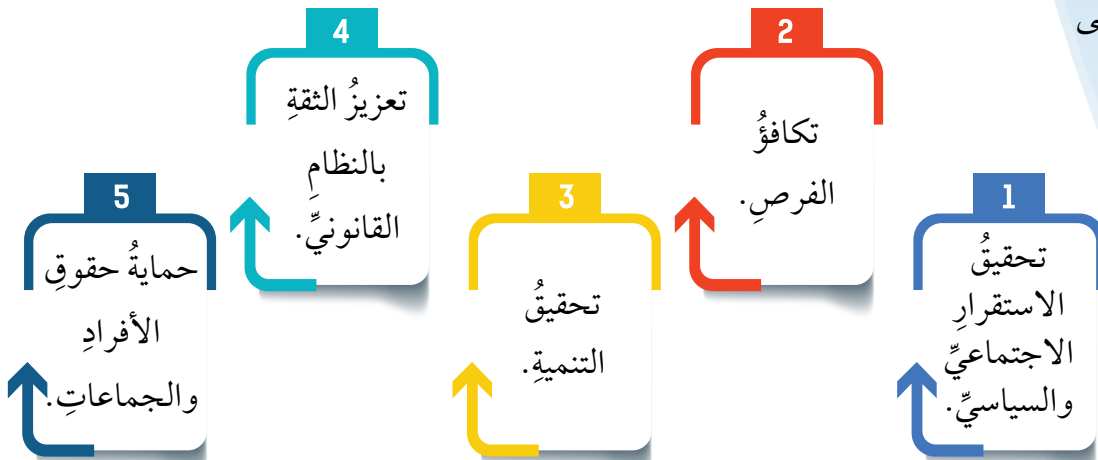 1
تحقيقُ
الاستقرارِ
الاجتماعيِّ
والسياسيِّ.
2
تكافؤُ
الفرصِ.
3
تحقيقُ
التنميةِ.
4
تعزيزُ الثقةِ
بالنظامِ
القانونيِّ.
5
حمايةُ حقوقِ
الأفرادِ
والجماعاتِ.